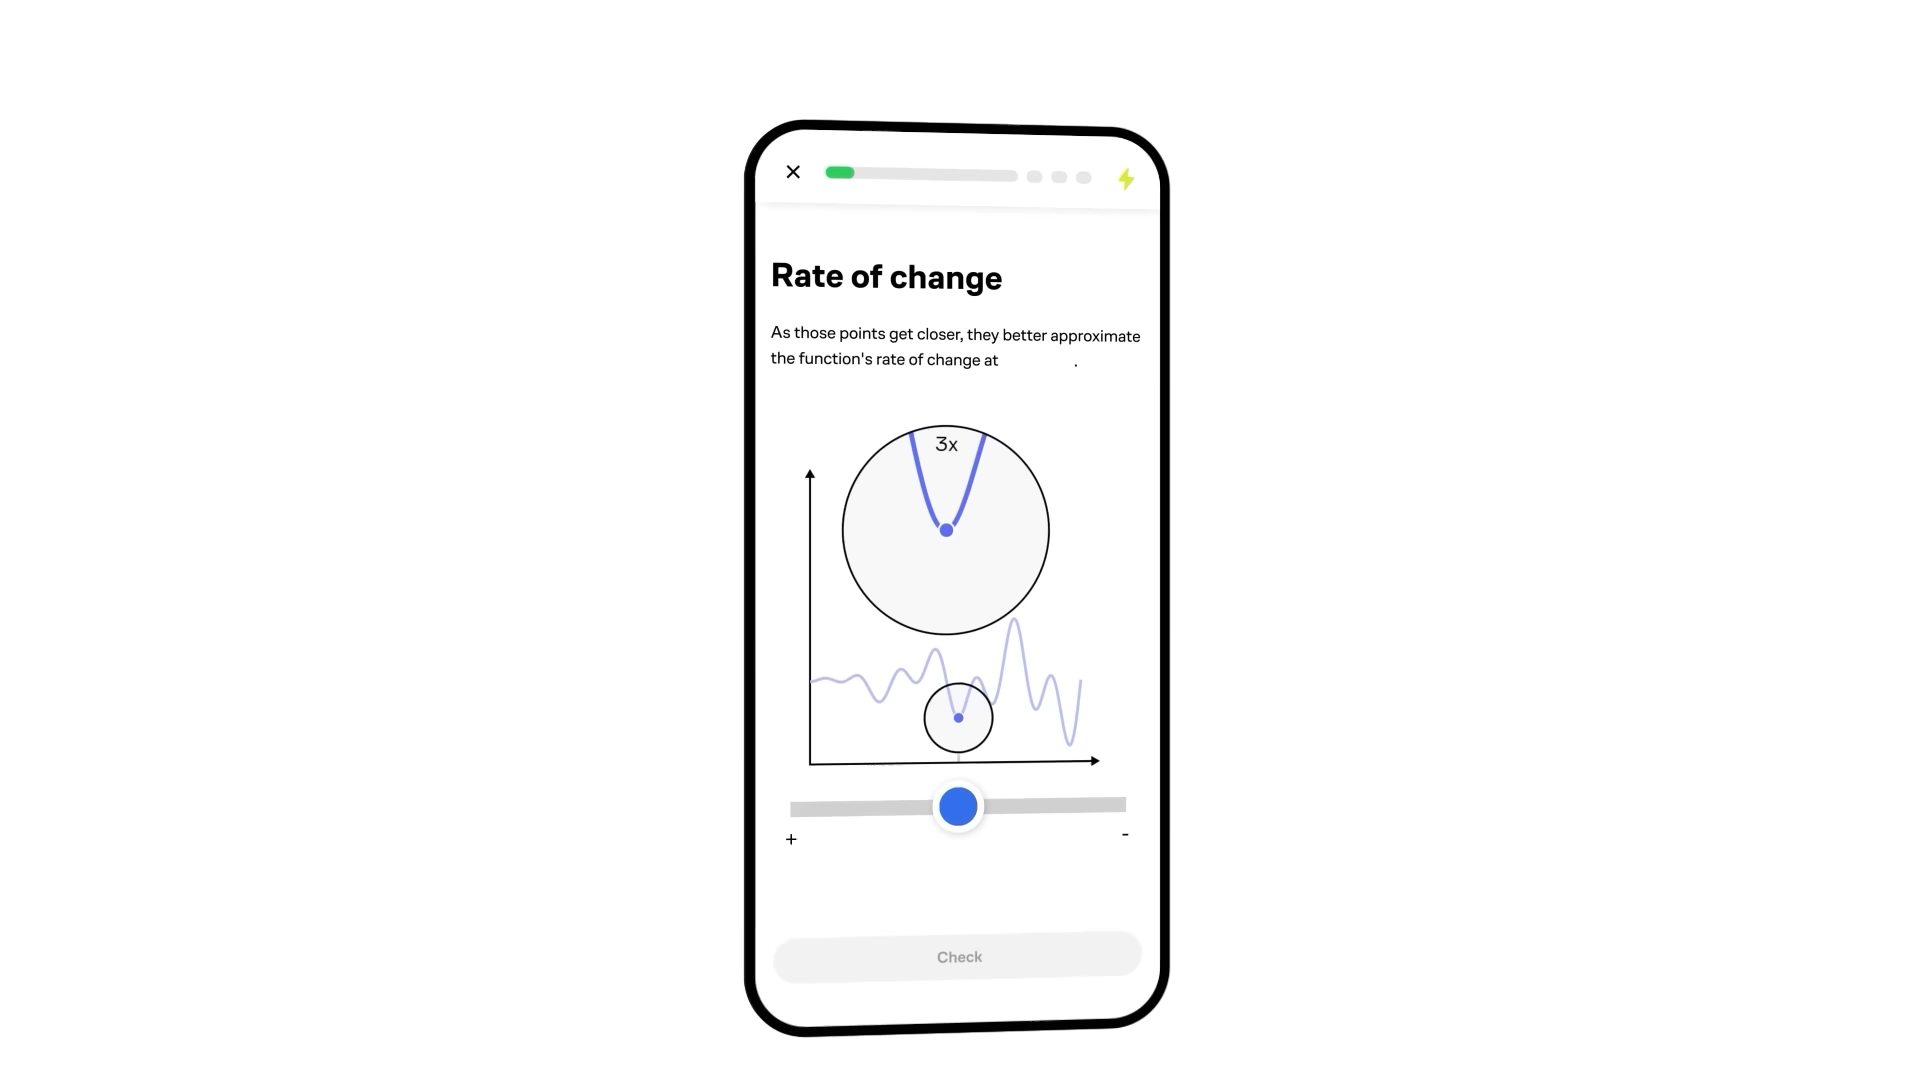 Rate of change
As those points get closer, they better approximate
the function's rate of change at .
3x
+ -
Check